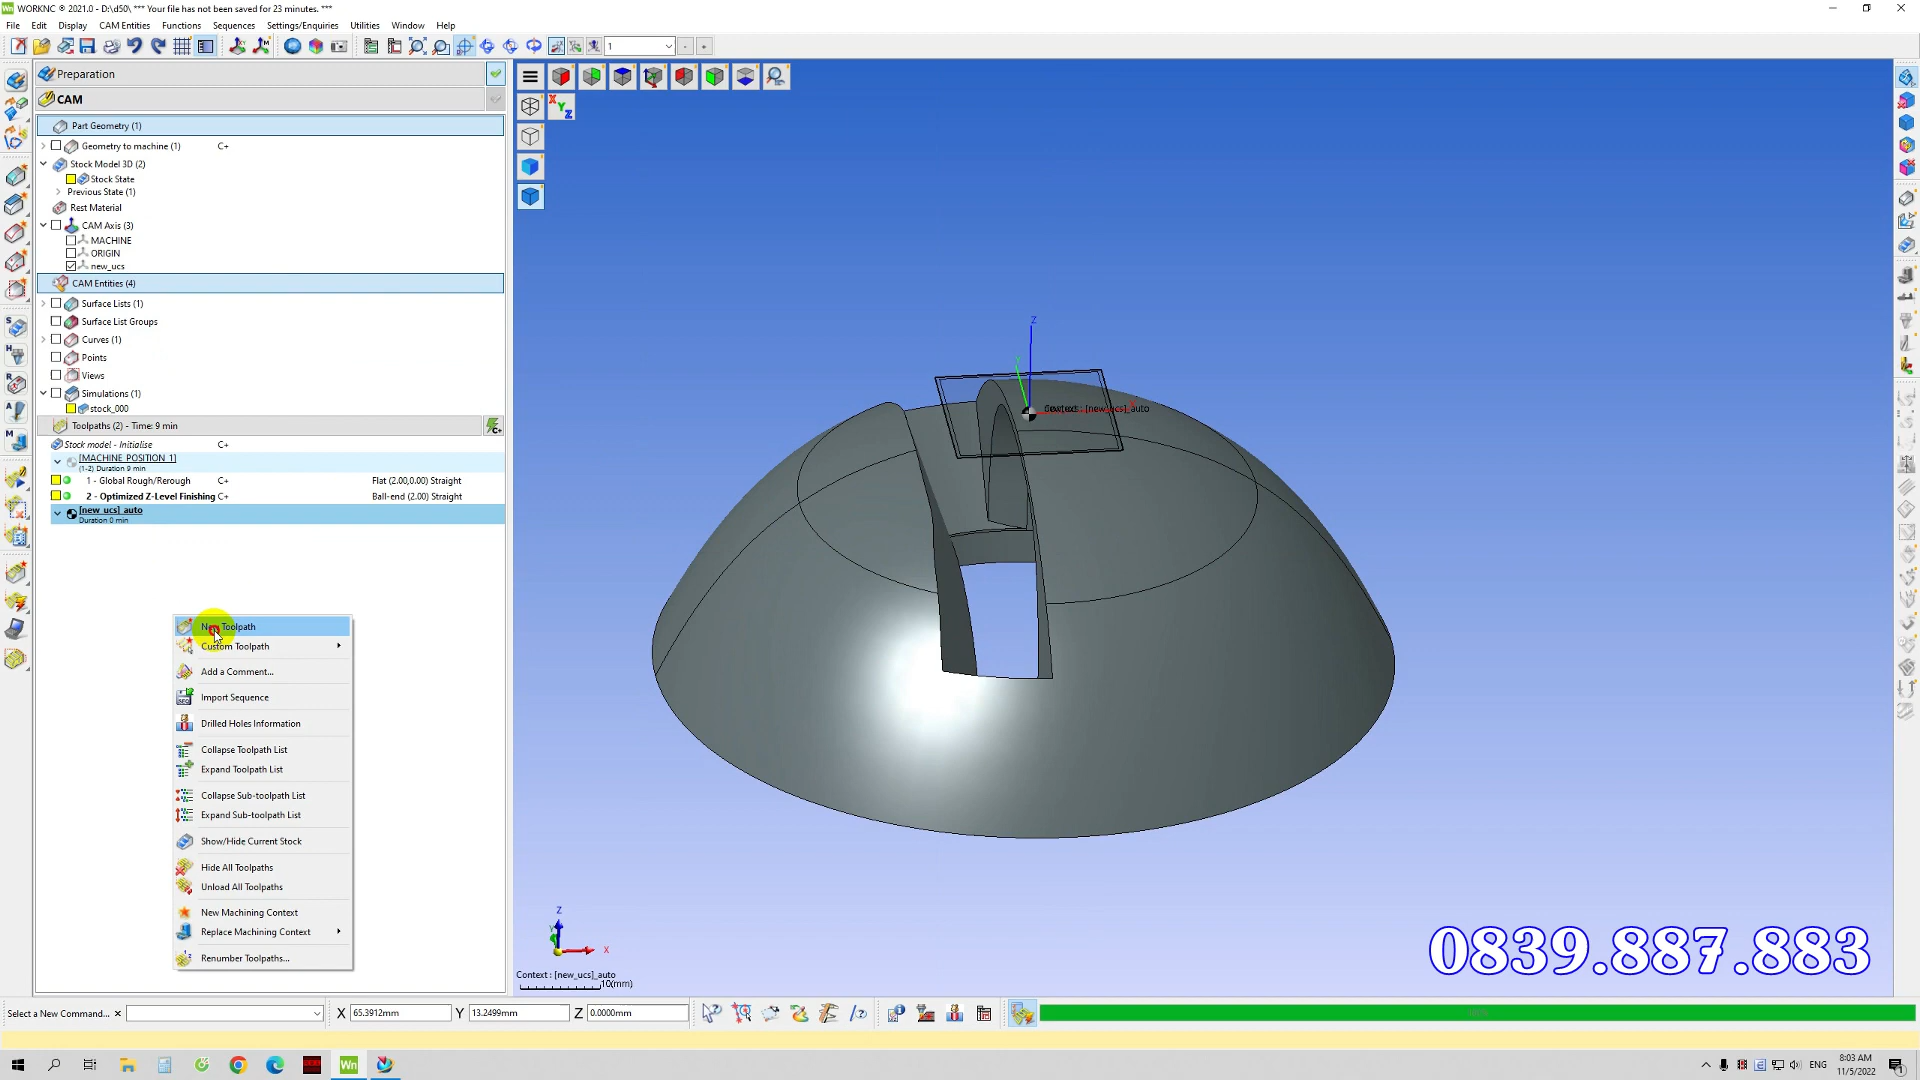 WORKNC © 2021.0 - D:\d50\ *** Your file has not been saved for 23 minutes. ***
File Edit Display CAM Entities Functions Sequences Settings/Enquiries Utilities Window Help
1
Preparation
CAM
Part Geometry (1)
Geometry to machine (1) C+
Stock Model 3D (2)
Stock State
Previous State (1)
Rest Material
CAM Axis (3)
MACHINE
ORIGIN
new_ucs
CAM Entities (4)
Surface Lists (1)
Surface List Groups
Curves (1)
Points
Views
Simulations (1)
stock_000
Toolpaths (2) - Time: 9 min
Stock model - Initialise C+
[MACHINE POSITION 1]
(1-2) Duration 9 min
1 - Global Rough/Rerough C+ Flat (2.00,0.00) Straight
2 - Optimized Z-Level Finishing C+ Ball-end (2.00) Straight
[new_ucs]_auto
Duration 0 min
New Toolpath
Custom Toolpath
Add a Comment...
Import Sequence
Drilled Holes Information
Collapse Toolpath List
Expand Toolpath List
Collapse Sub-toolpath List
Expand Sub-toolpath List
Show/Hide Current Stock
Hide All Toolpaths
Unload All Toolpaths
New Machining Context
Replace Machining Context
Renumber Toolpaths...
X
Y
Z
Z
Y
[new_ucs]_auto
Z
Y
X
Context : [new_ucs]_auto
10(mm)
0839.887.883
Select a New Command... X 65.3912mm Y 13.2499mm Z 0.0000mm
100%
ENG
8:03 AM
11/5/2022